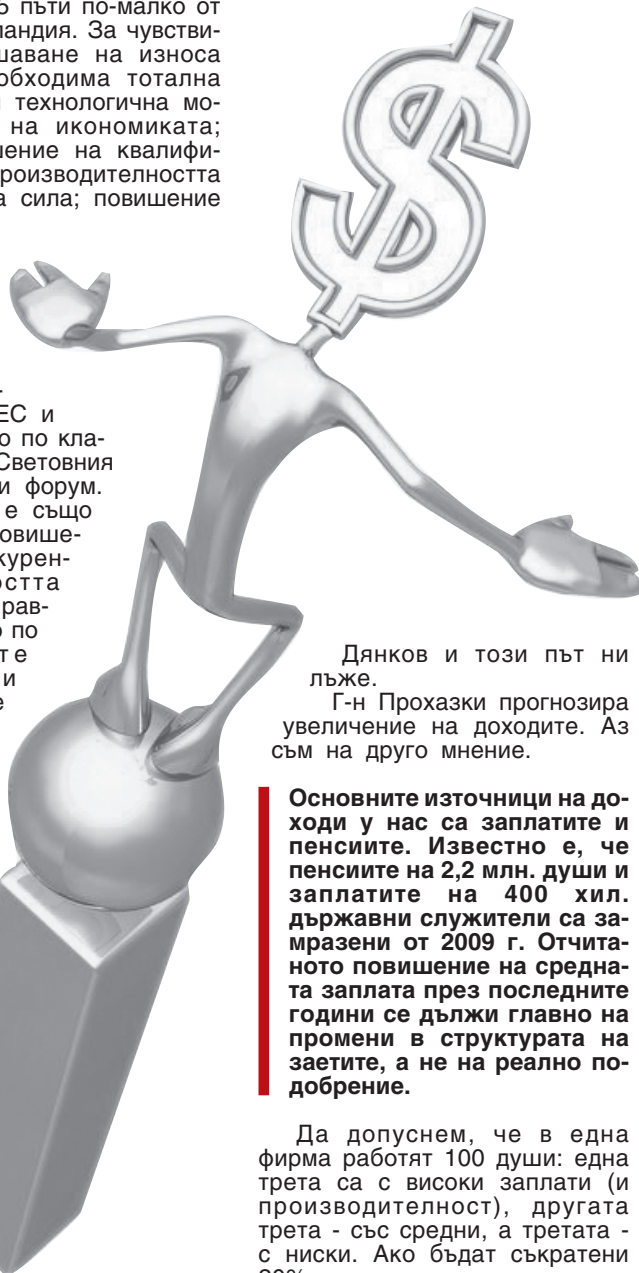 5 пъти по-малко от
ландия. За чувстви-
шаване на износа
обходима тотална
технологична мо-
на икономиката;
шение на квалифи-
роизводителността
сила; повишение
ЕС и
о по кла-
Световния
и форум.
е също
овише-
курен-
остта
рав-
о по
те
и
е
$
Дянков и този път ни
лъже.
Г-н Прохазки прогнозира
увеличение на доходите. Аз
съм на друго мнение.
Основните източници на до-
ходи у нас са заплатите и
пенсиите. Известно е, че
пенсиите на 2,2 млн. души и
заплатите на 400 хил.
държавни служители са за-
мразени от 2009 г. Отчита-
ното повишение на средна-
та заплата през последните
години се дължи главно на
промени в структурата на
заетите, а не на реално по-
добрение.
Да допуснем, че в една
фирма работят 100 души: една
трета са с високи заплати (и
производителност), другата
трета - със средни, а третата -
с ниски. Ако бъдат съкратени